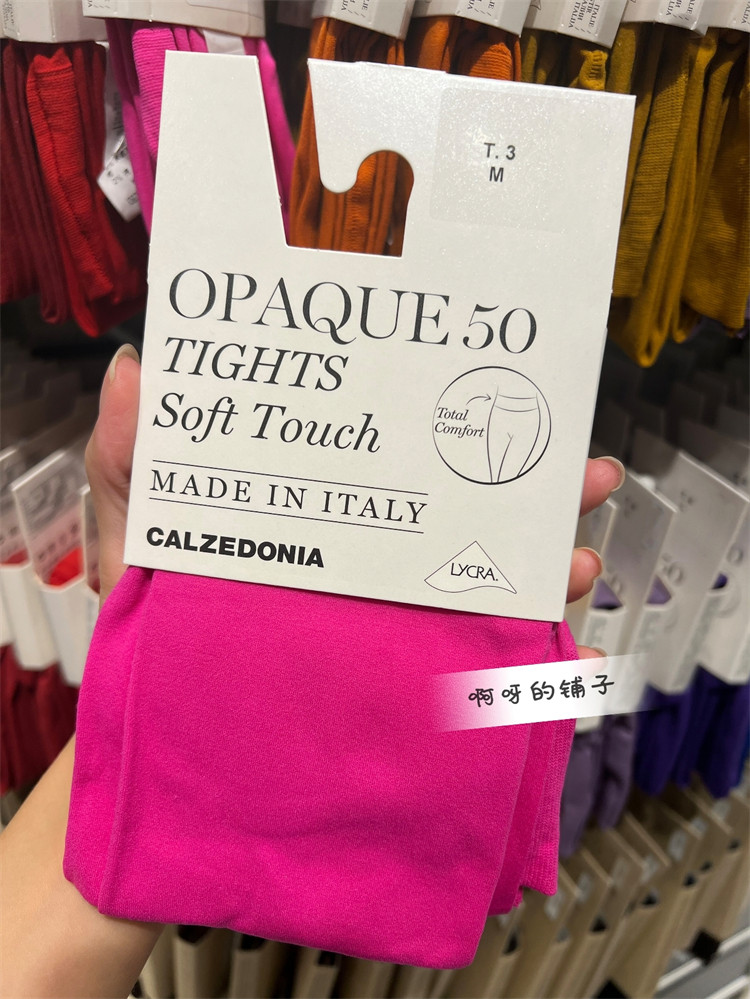 T. 3
M
OPAQUE 50
TIGHTS
Soft Touch
Total
Comfort
MADE IN ITALY
CALZEDONIA
LYCRA.
啊呀的铺子